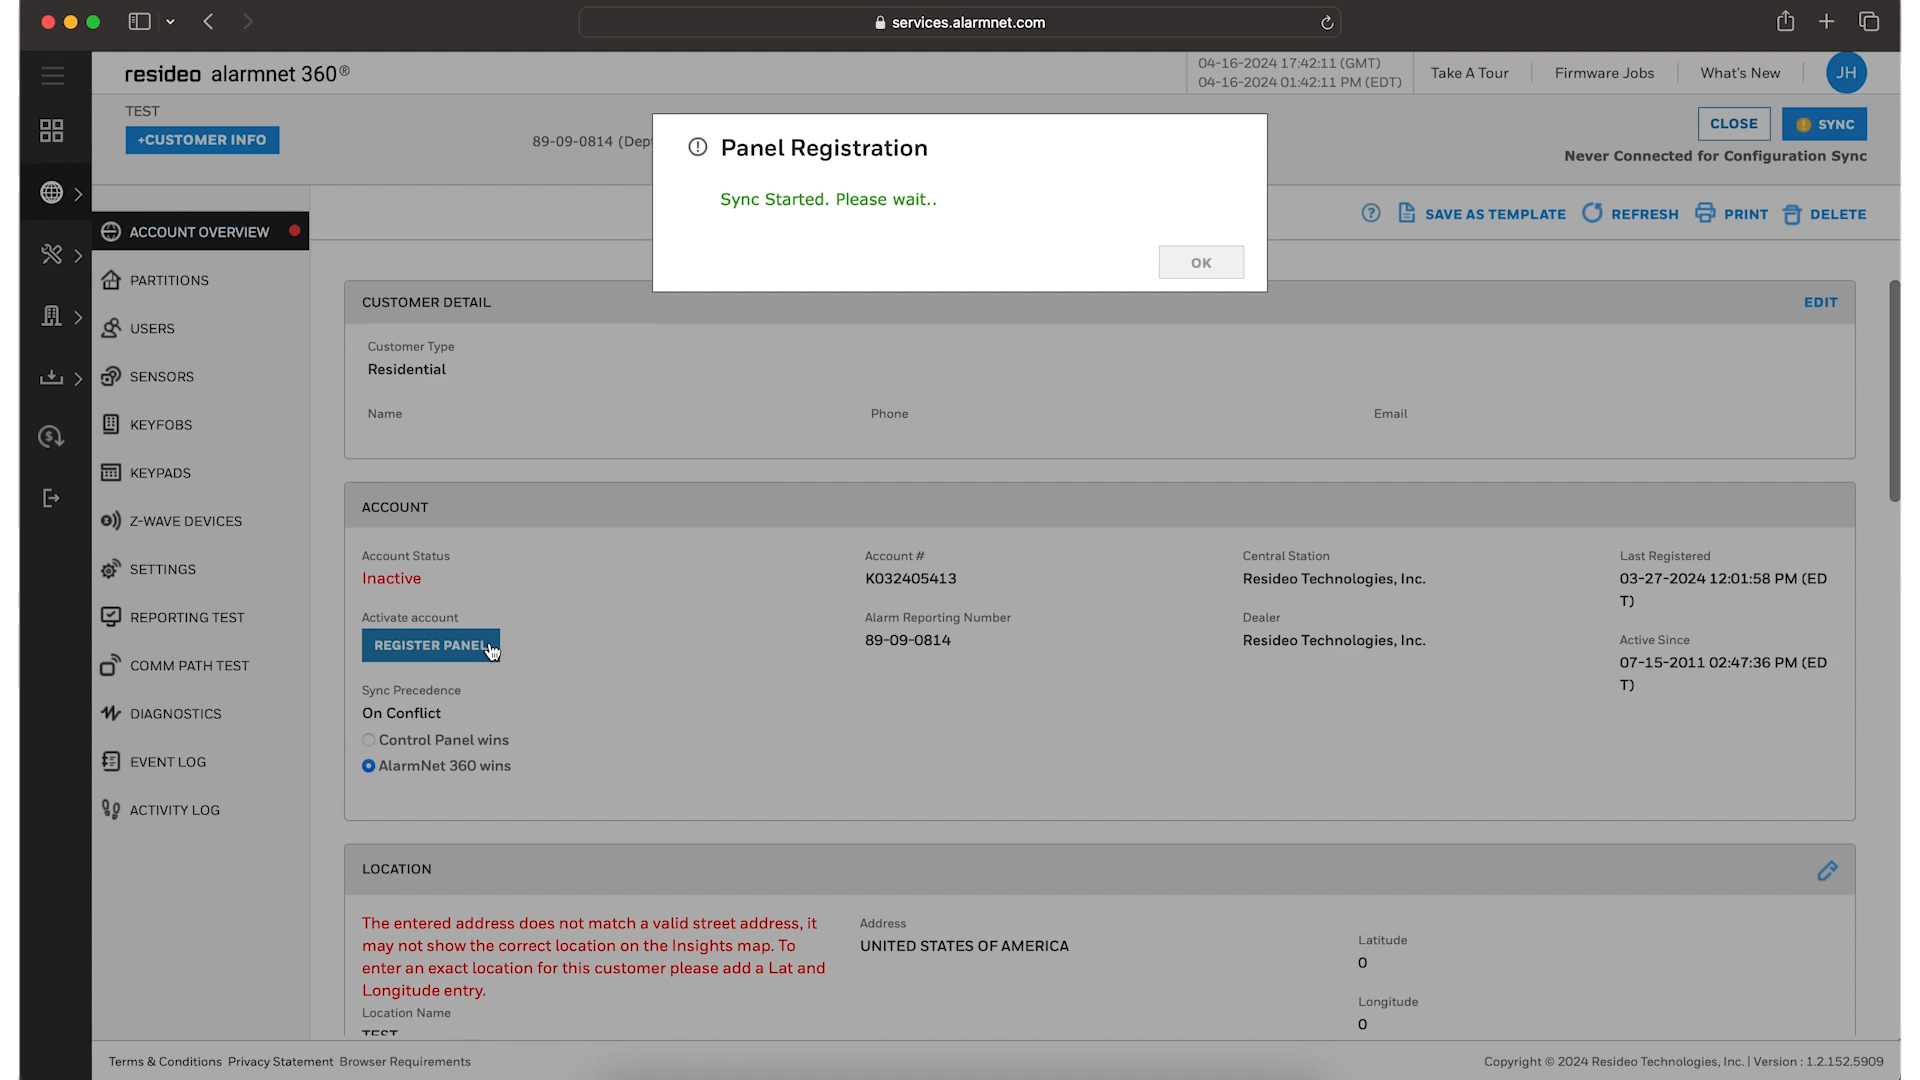 services.alarmnet.com
resideo alarmnet 360®
04-16-2024 17:42:11 (GMT)
04-16-2024 01:42:11 PM (EDT)
Take A Tour
Firmware Jobs
What's New
JH
TEST
+CUSTOMER INFO
89-09-0814 (Dep
CLOSE
SYNC
Never Connected for Configuration Sync
Panel Registration
Sync Started. Please wait..
OK
SAVE AS TEMPLATE
REFRESH
PRINT
DELETE
ACCOUNT OVERVIEW
PARTITIONS
USERS
SENSORS
KEYFOBS
KEYPADS
Z-WAVE DEVICES
SETTINGS
REPORTING TEST
COMM PATH TEST
DIAGNOSTICS
EVENT LOG
ACTIVITY LOG
CUSTOMER DETAIL
EDIT
Customer Type
Residential
Name
Phone
Email
ACCOUNT
Account Status
Inactive
Activate account
REGISTER PANEL
Sync Precedence
On Conflict
Control Panel wins
AlarmNet 360 wins
Account #
K032405413
Alarm Reporting Number
89-09-0814
Central Station
Resideo Technologies, Inc.
Dealer
Resideo Technologies, Inc.
Last Registered
03-27-2024 12:01:58 PM (ED
T)
Active Since
07-15-2011 02:47:36 PM (ED
T)
LOCATION
The entered address does not match a valid street address, it
may not show the correct location on the Insights map. To
enter an exact location for this customer please add a Lat and
Longitude entry.
Location Name
TEST
Address
UNITED STATES OF AMERICA
Latitude
0
Longitude
0
Terms & Conditions Privacy Statement Browser Requirements
Copyright © 2024 Resideo Technologies, Inc. | Version : 1.2.152.5909